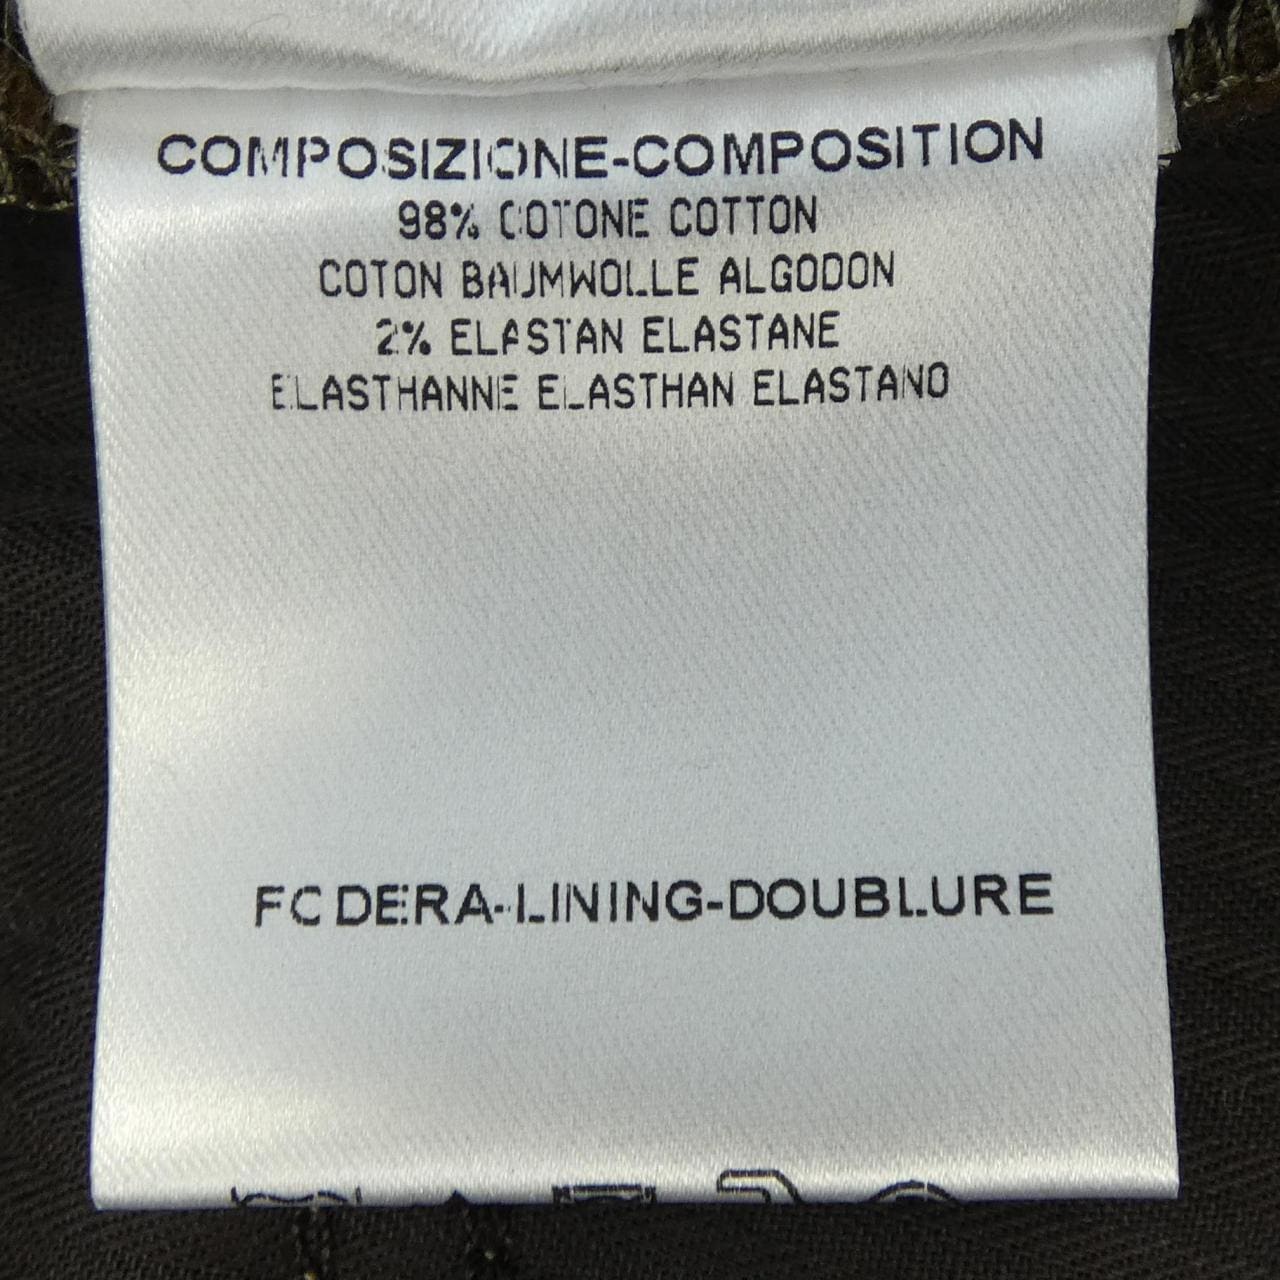 COMPOSIZIONE-COMPOSITION
98% COTONE COTTON
COTON BAUMWOLLE ALGODON
2% ELASTAN ELASTANE
ELASTHANNE ELASTHAN ELASTANO
FODERA-LINING-DOUBLURE